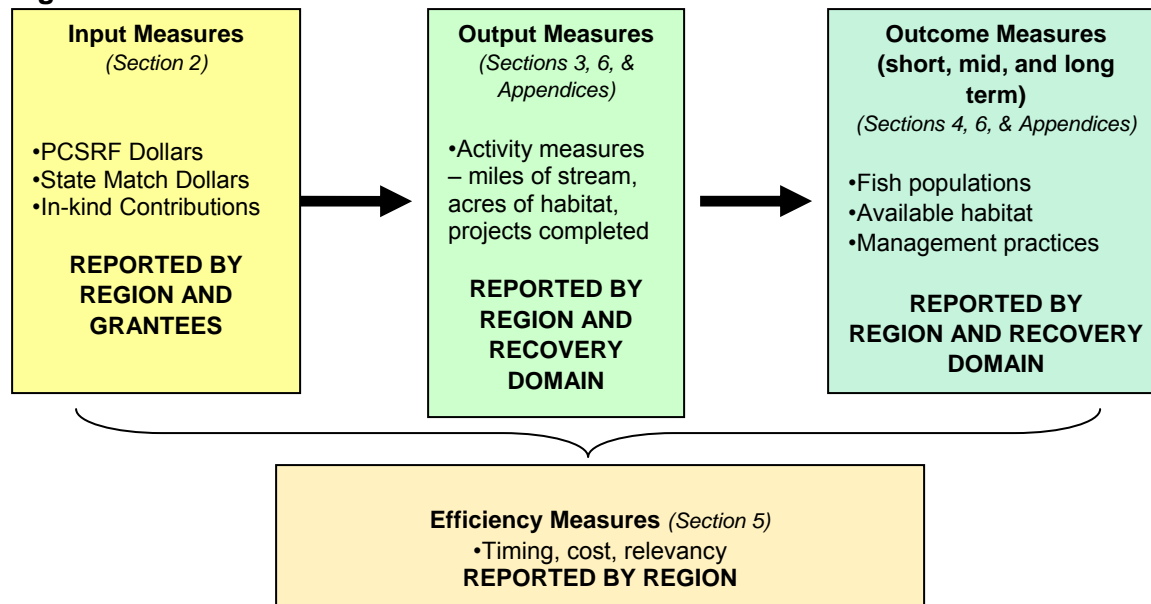 Input Measures
(Section 2)
•PCSRF Dollars
•State Match Dollars
•In-kind Contributions
REPORTED BY
REGION AND
GRANTEES
Output Measures
(Sections 3, 6, &
Appendices)
•Activity measures
– miles of stream,
acres of habitat,
projects completed
REPORTED BY
REGION AND
RECOVERY
DOMAIN
Outcome Measures
(short, mid, and long
term)
(Sections 4, 6, & Appendices)
•Fish populations
•Available habitat
•Management practices
REPORTED BY
REGION AND RECOVERY
DOMAIN
Efficiency Measures (Section 5)
•Timing, cost, relevancy
REPORTED BY REGION